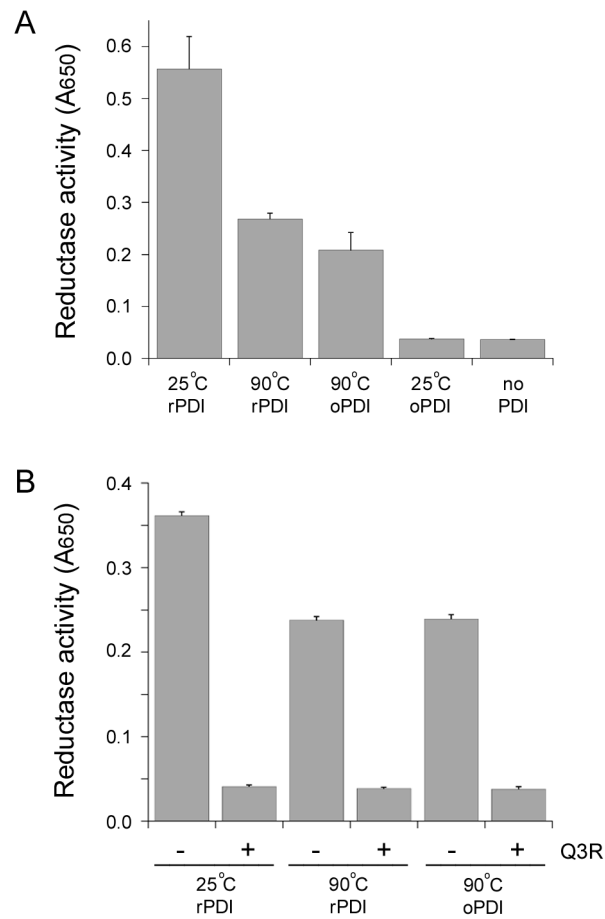 A
Reductase activity (A650)
0.6
0.5
0.4
0.3
0.2
0.1
0.0
25°C 90°C 90°C 25°C no
rPDI rPDI oPDI oPDI PDI
B
Reductase activity (A650)
0.4
0.3
0.2
0.1
0.0
- + - + - + Q3R
25°C 90°C 90°C
rPDI rPDI oPDI